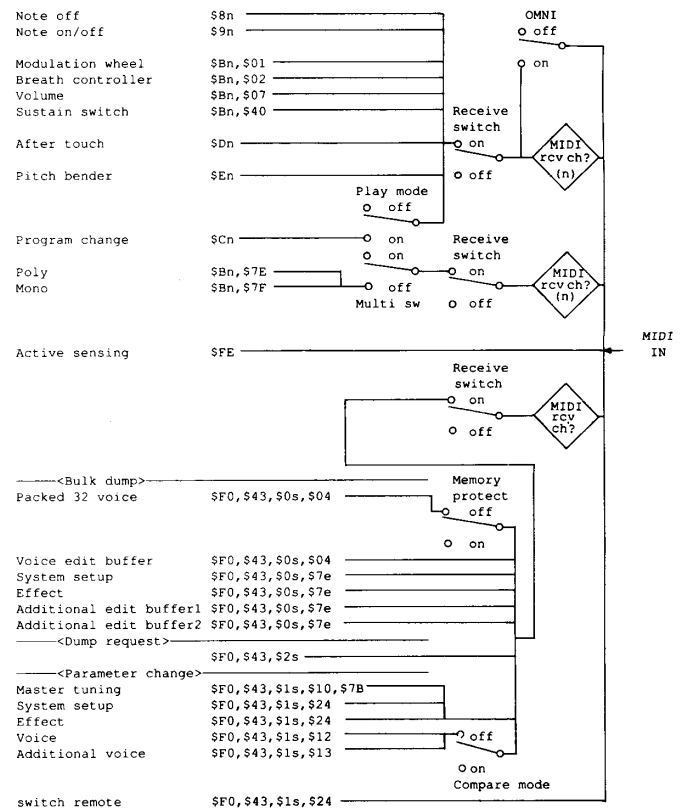 Note off $8n OMNI
Note on/off $9n off
Modulation wheel $Bn,$01 on
Breath controller $Bn,$02
Volume $Bn,$07
Sustain switch $Bn,$40 Receive
switch
After touch $Dn on MIDI
rcv ch?
(n)
Pitch bender $En off
Play mode
off
Program change $Cn on Receive
on switch
Poly $Bn,$7E on MIDI
Mono $Bn,$7F off rcv ch?
(n)
Multi sw off
MIDI
Active sensing $FE IN
Receive
switch
on MIDI
rcv
off ch?
<Bulk dump> Memory
Packed 32 voice $F0,$43,$0s,$04 protect
off
on
Voice edit buffer $F0,$43,$0s,$04
System setup $F0,$43,$0s,$7e
Effect $F0,$43,$0s,$7e
Additional edit buffer1 $F0,$43,$0s,$7e
Additional edit buffer2 $F0,$43,$0s,$7e
<Dump request>
$F0,$43,$2s
<Parameter change>
Master tuning $F0,$43,$1s,$10,$7B
System setup $F0,$43,$1s,$24
Effect $F0,$43,$1s,$24
Voice $F0,$43,$1s,$12 off
Additional voice $F0,$43,$1s,$13
on
Compare mode
switch remote $F0,$43,$1s,$24